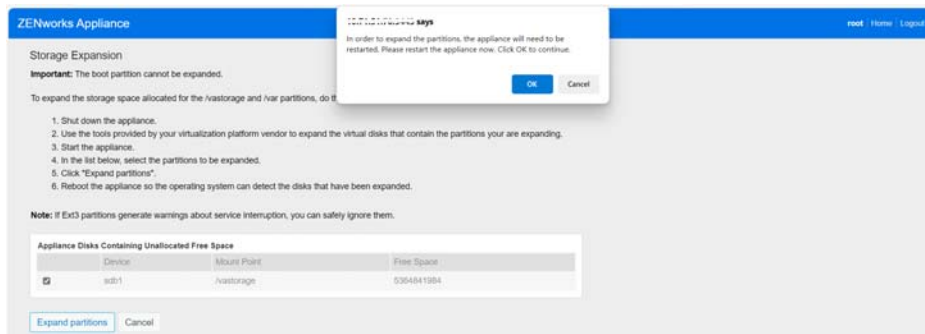 ZENworks Appliance
root Home Logout
says
In order to expand the partitions, the appliance will need to be
restarted. Please restart the appliance now. Click OK to continue.
OK Cancel
Storage Expansion
Important: The boot partition cannot be expanded.
To expand the storage space allocated for the /vastorage and /var partitions, do
1. Shut down the appliance.
2. Use the tools provided by your virtualization platform vendor to expand the virtual disks that contain the partitions your are expanding.
3. Start the appliance.
4. In the list below, select the partitions to be expanded.
5. Click "Expand partitions".
6. Reboot the appliance so the operating system can detect the disks that have been expanded.
Note: If Ext3 partitions generate warnings about service interruption, you can safely ignore them.
Appliance Disks Containing Unallocated Free Space
Device Mount Point Free Space
sdb1 /vastorage 5364841984
Expand partitions Cancel